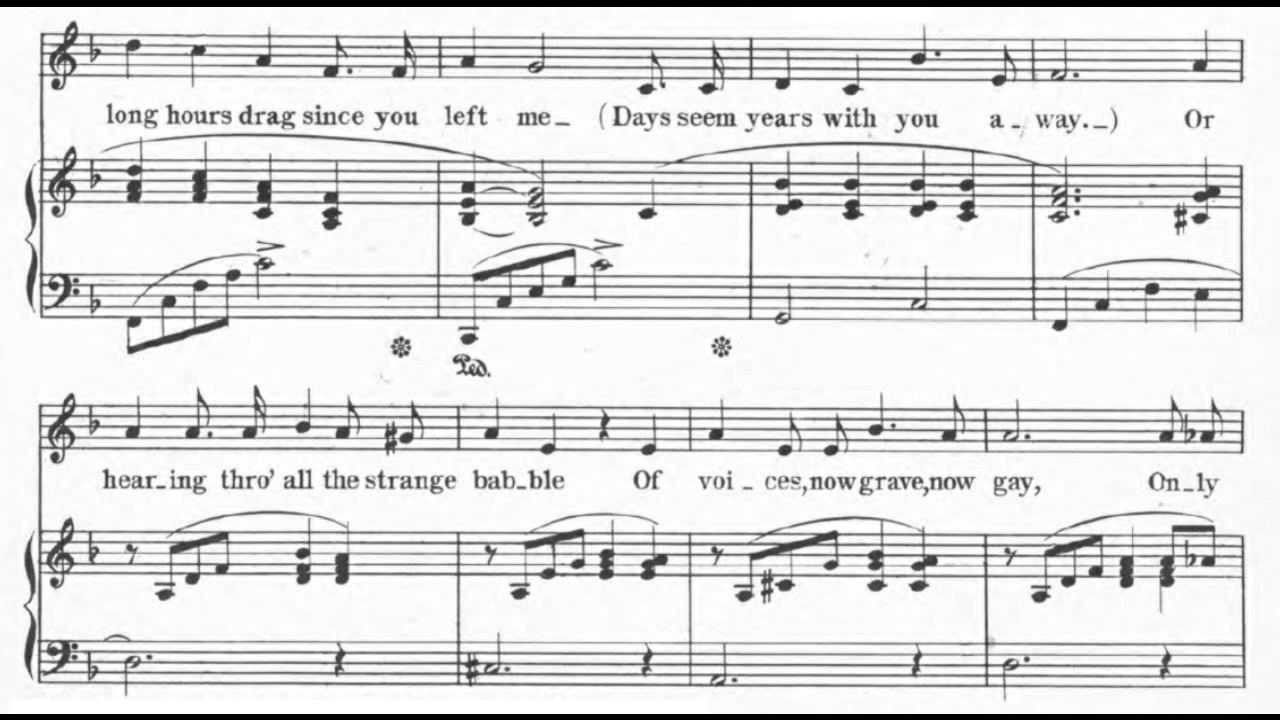 long hours drag since you left me_ (Days seem years with you a_way._) Or
Ped.
hear_ing thro' all the strange bab_ble Of voi_ces, now grave, now gay, On_ly